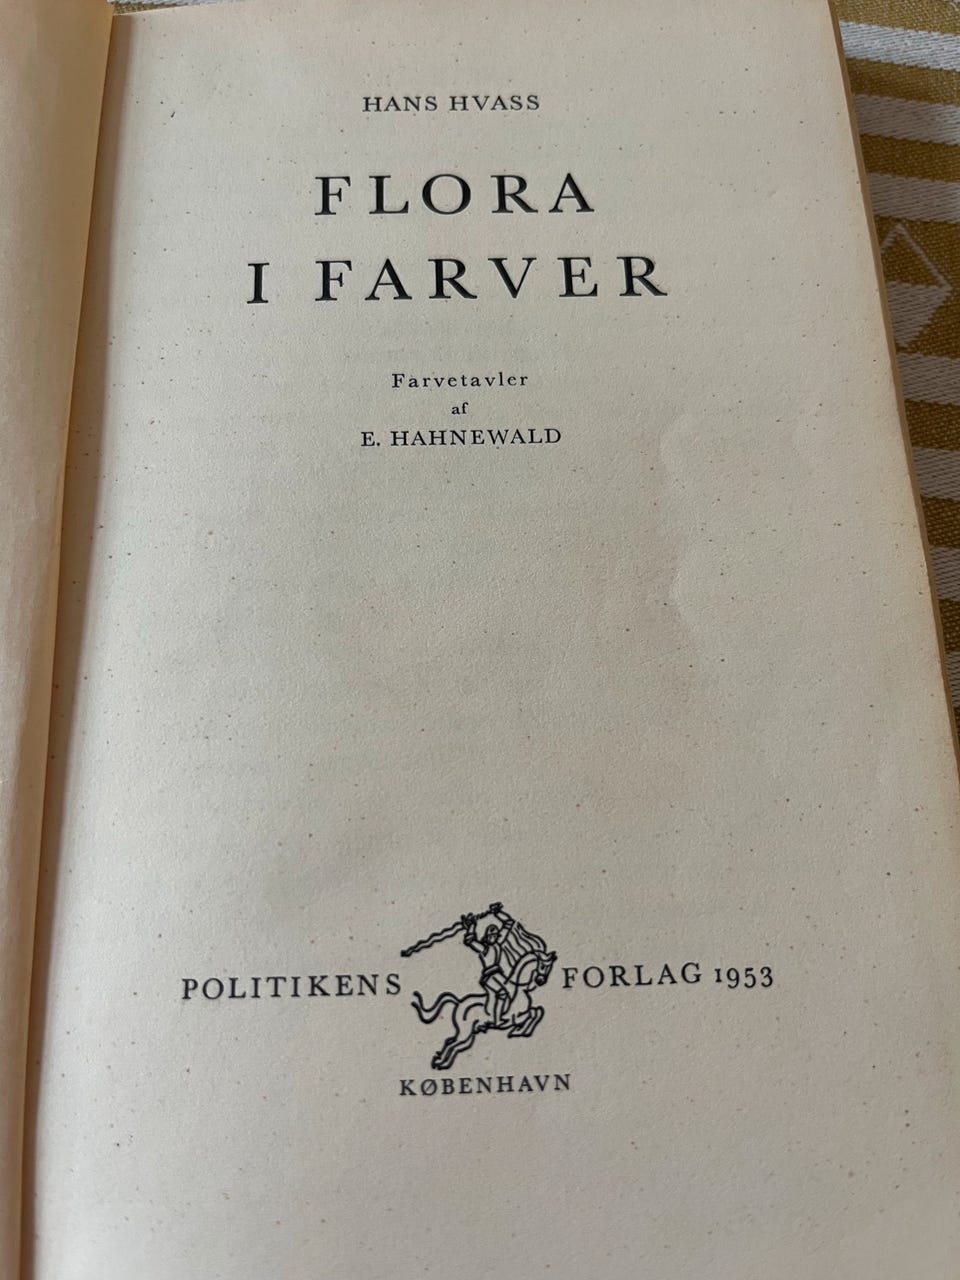 HANS HVASS
FLORA
I FARVER
Farvetavler
af
E. HAHNEWALD
POLITIKENS FORLAG 1953
KØBENHAVN